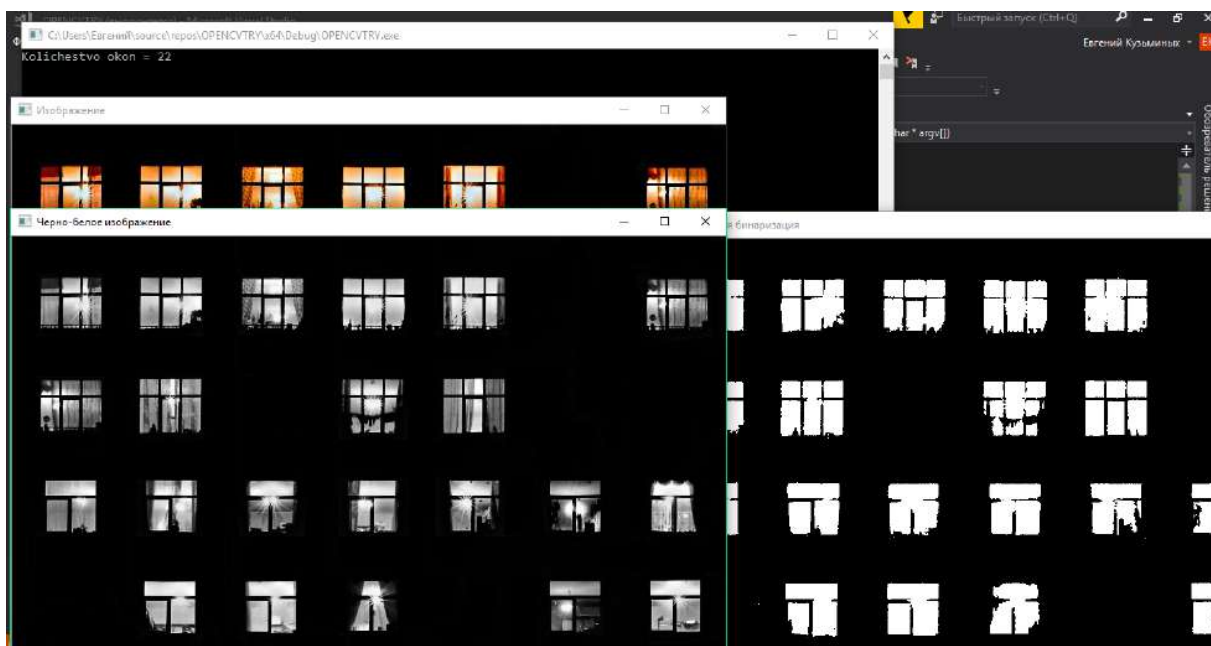 Быстрый запуск (Ctrl+Q)
C:\Users\Евгений\source\repos\OPENCVTRY\x64\Debug\OPENCVTRY.exe
Евгений Кузьминых
Kolichestvo okon = 22
Изображение
har * argv[])
Черно-белое изображение
я бинаризация